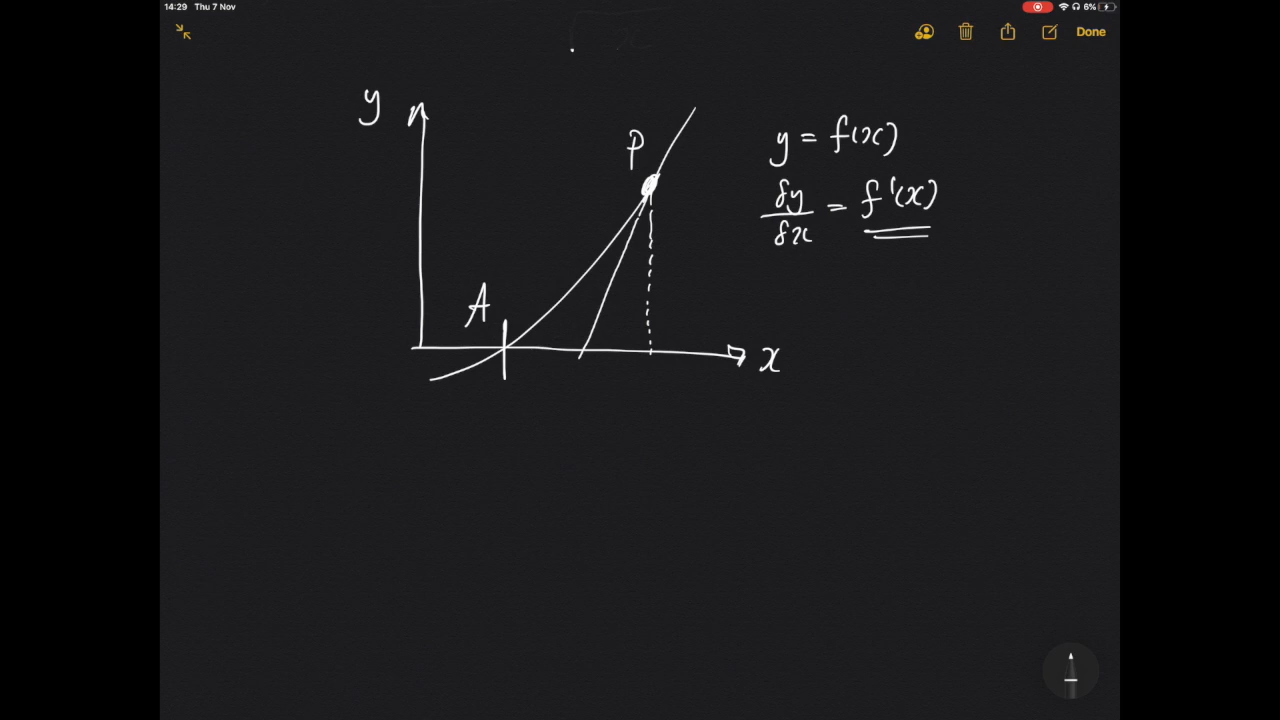 14:29 Thu 7 Nov
6%
Done
y
P
y = f(x)
δy/δx = f'(x)
A
x